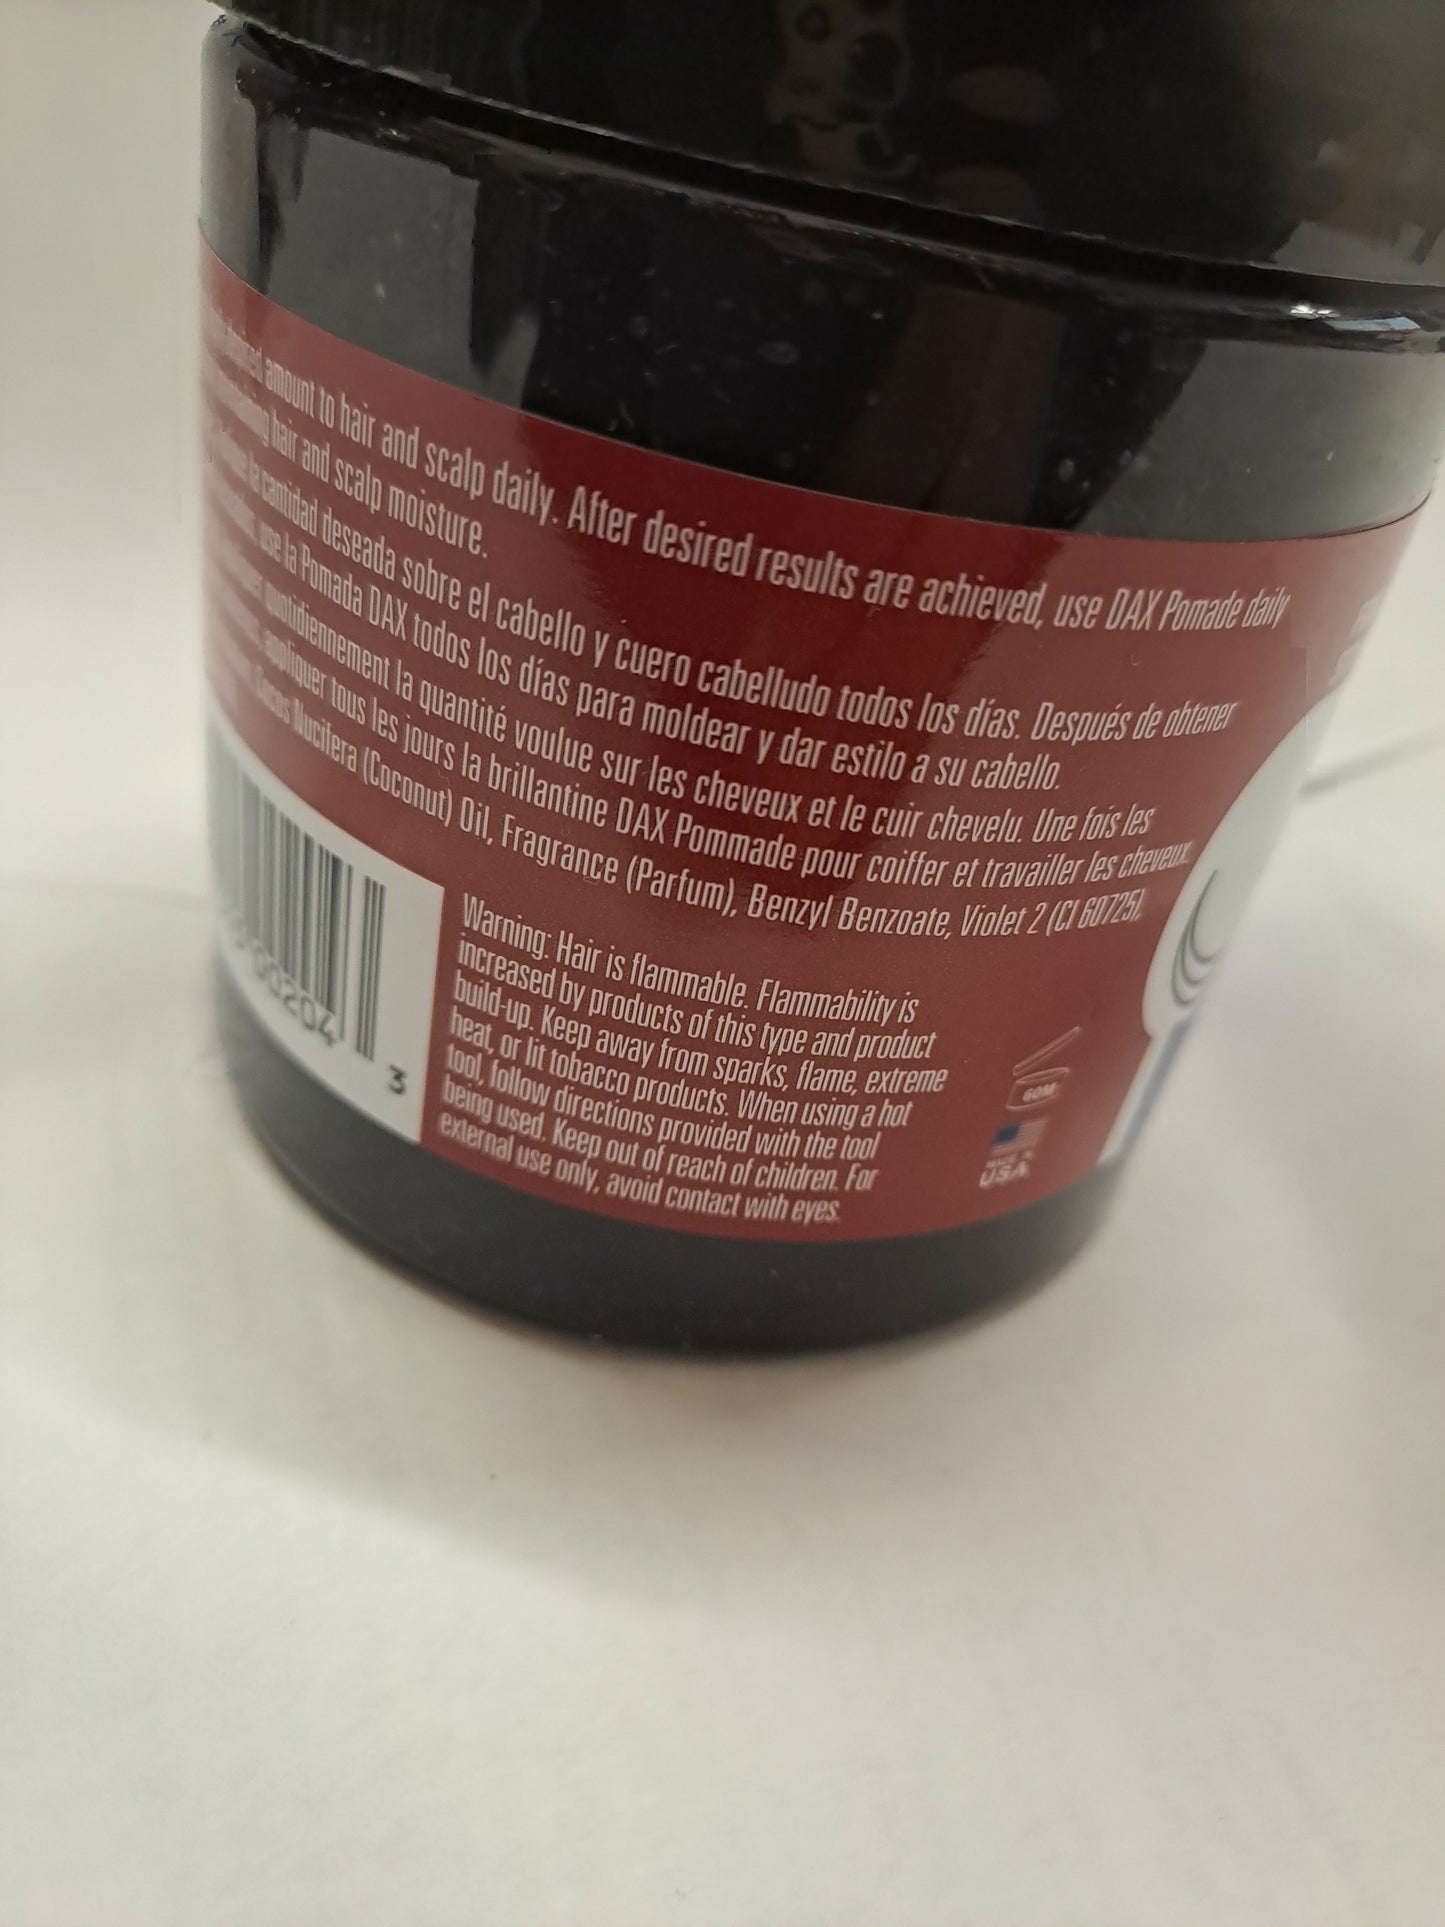 amount to hair and scalp daily. After desired results are achieved, use DAX Pomade daily
hair and scalp moisture.
la cantidad deseada sobre el cabello y cuero cabelludo todos los días. Después de obtener
use la Pomada DAX todos los días para moldear y dar estilo a su cabello.
quotidiennement la quantité voulue sur les cheveux et le cuir chevelu. Une fois les
appliquer tous les jours la brillantine DAX Pommade pour coiffer et travailler les cheveux.
Cocos Nucifera (Coconut) Oil, Fragrance (Parfum), Benzyl Benzoate, Violet 2 (CI 60725).
Warning: Hair is flammable. Flammability is
increased by products of this type and product
build-up. Keep away from sparks, flame, extreme
heat, or lit tobacco products. When using a hot
tool, follow directions provided with the tool
being used. Keep out of reach of children. For
external use only, avoid contact with eyes.
00204
3
60M
MADE IN
USA